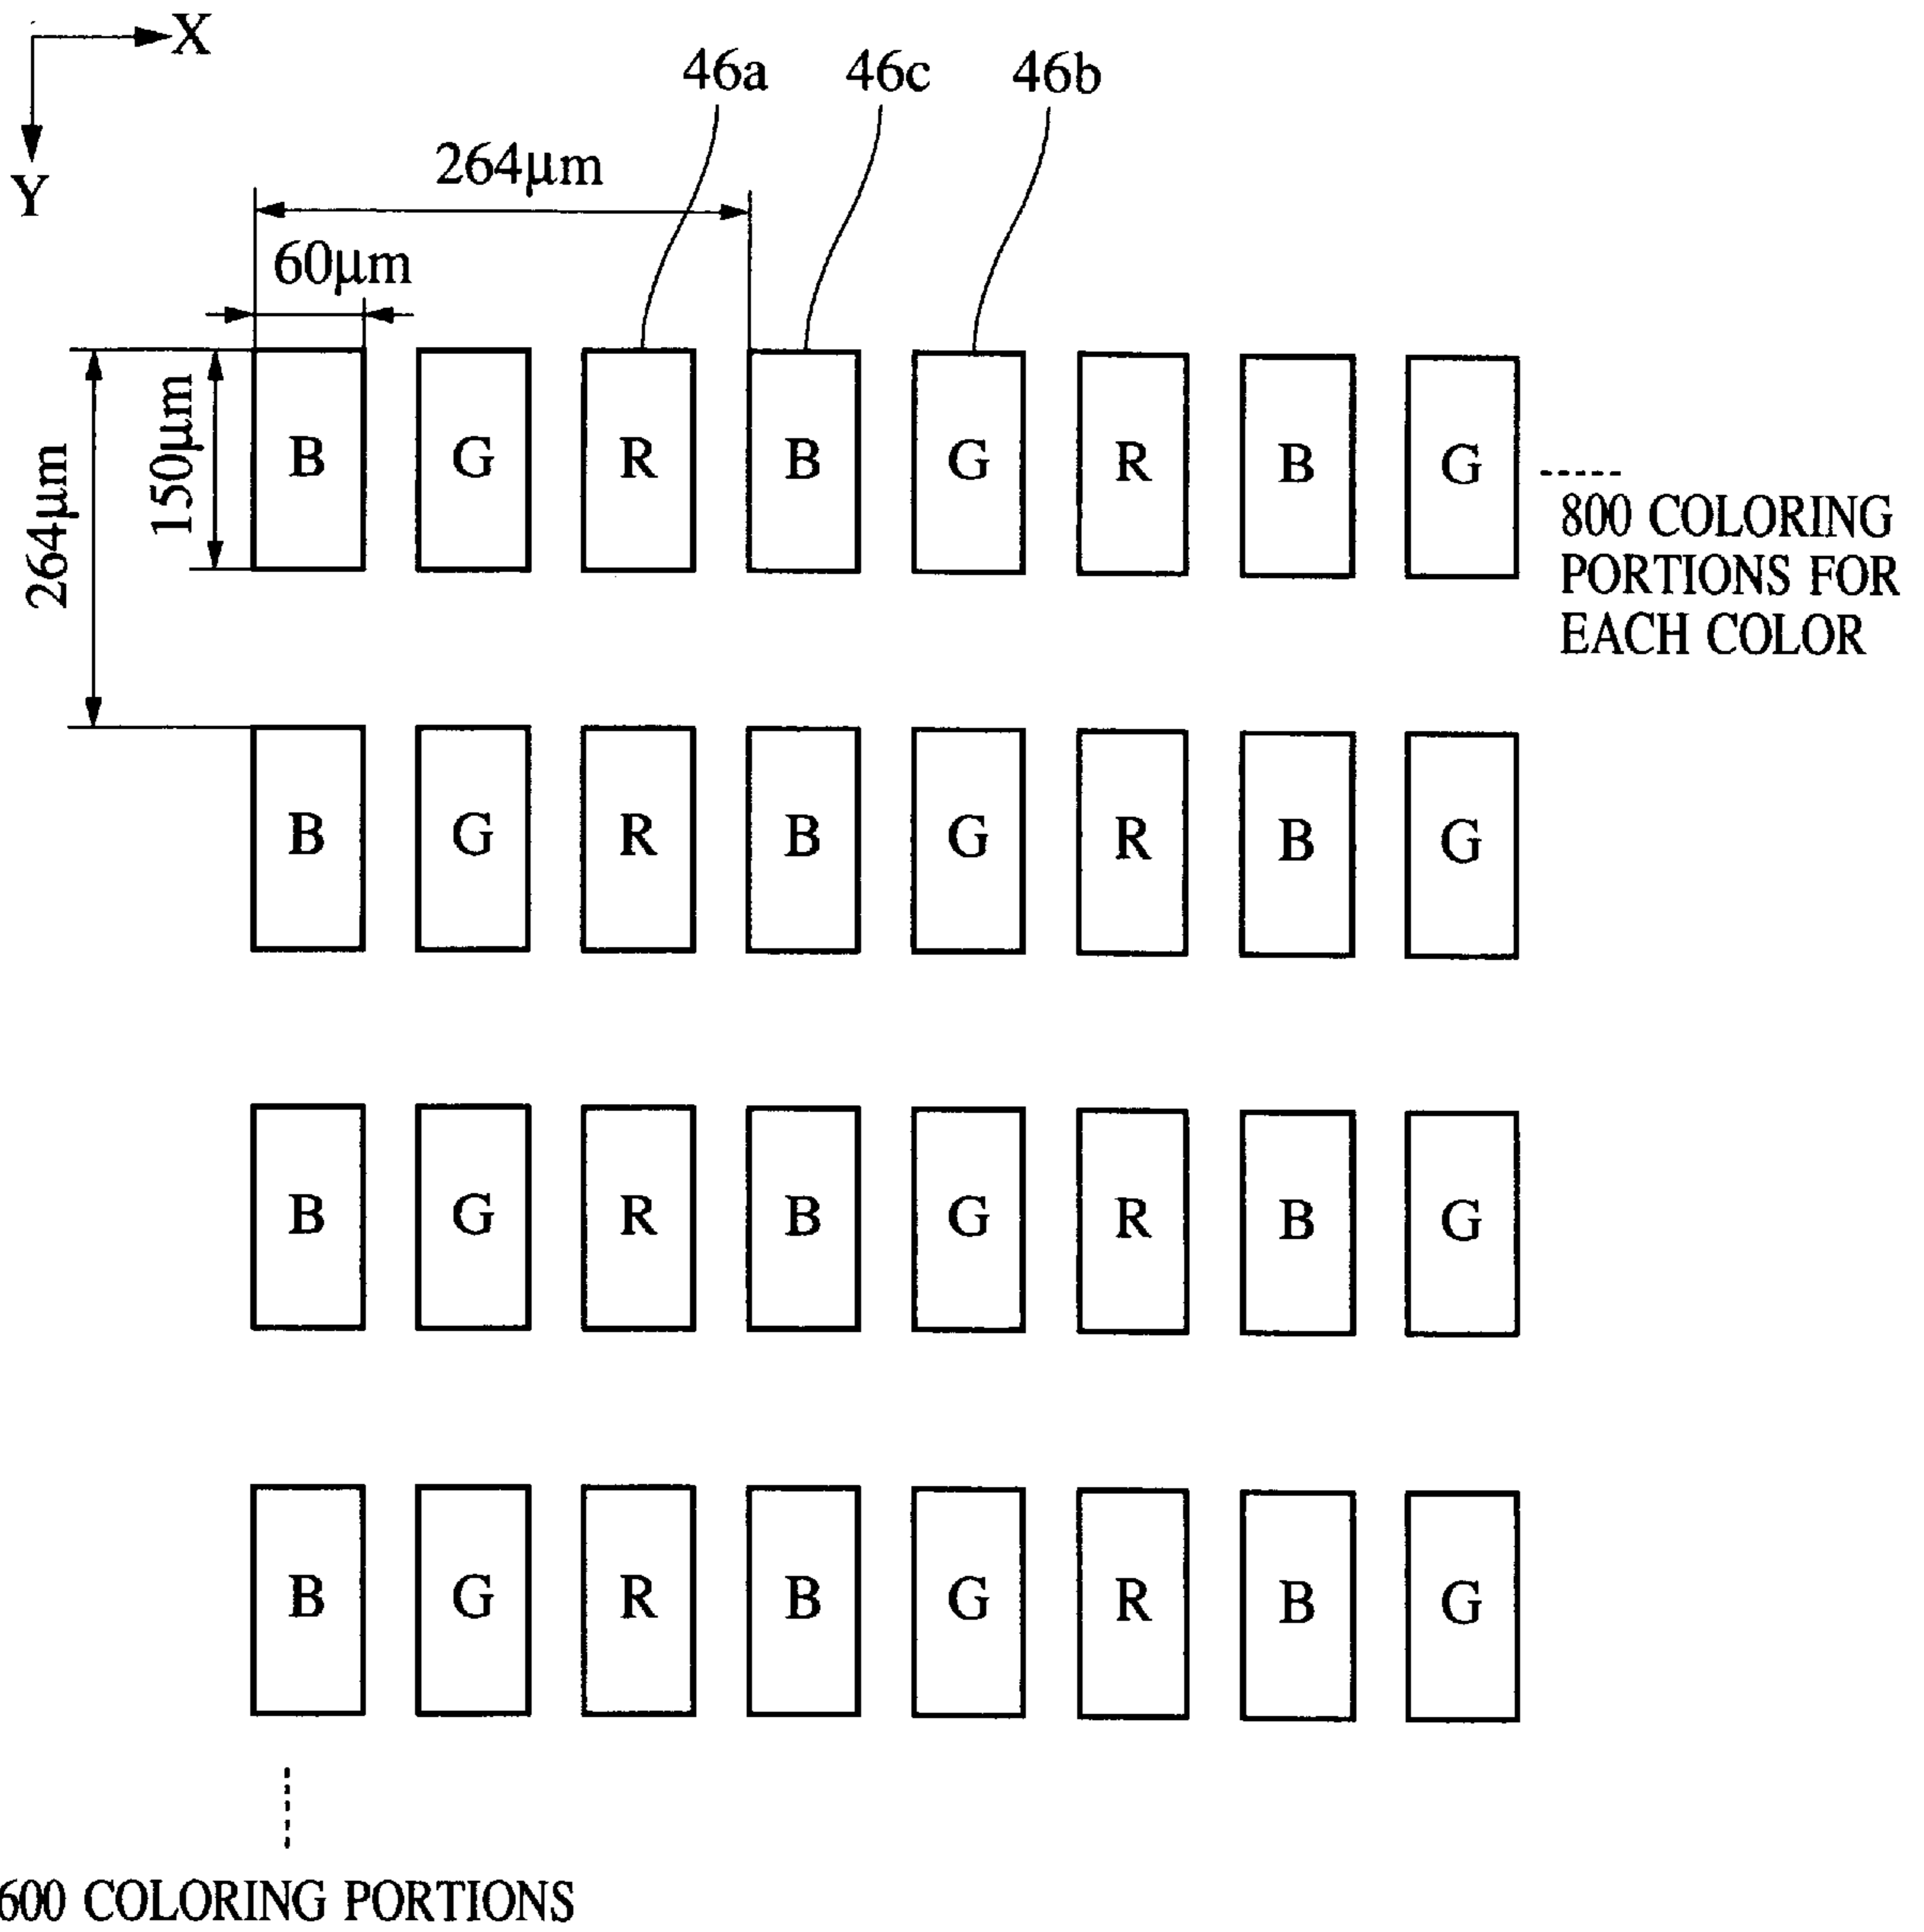 X
Y
46a 46c 46b
264μm
60μm
264μm
150μm
B G R B G R B G
800 COLORING
PORTIONS FOR
EACH COLOR
B G R B G R B G
B G R B G R B G
B G R B G R B G
600 COLORING PORTIONS